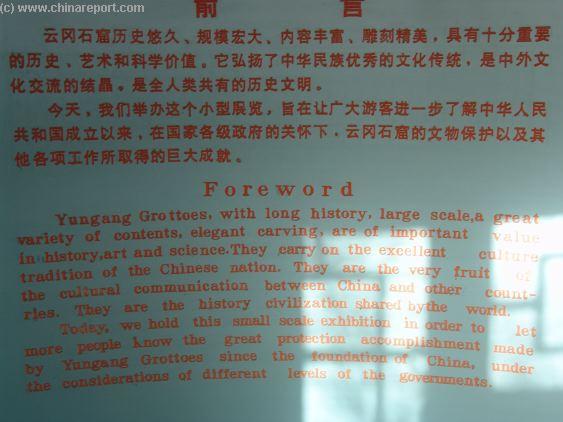 (c) www.chinareport.com
前 言
云冈石窟历史悠久、规模宏大、内容丰富、雕刻精美，具有十分重要
的历史、艺术和科学价值。它弘扬了中华民族优秀的文化传统，是中外文
化交流的结晶。是全人类共有的历史文明。
今天，我们举办这个小型展览，旨在让广大游客进一步了解中华人民
共和国成立以来，在国家各级政府的关怀下．云冈石窟的文物保护以及其
他各项工作所取得的巨大成就。
Foreword
Yungang Grottoes, with long history, large scale,a great
variety of contents, elegant carving, are of important value
in history,art and science.They carry on the excellent culture
tradition of the Chinese nation. They are the very fruit of
the cultural communication between China and other count-
ries. They are the history civilization shared bythe world.
Today, we hold this small scale exhibition in order to let
more people know the great protection accomplishment made
by Yungang Grottoes since the foundation of China, under
the considerations of different levels of the governments.